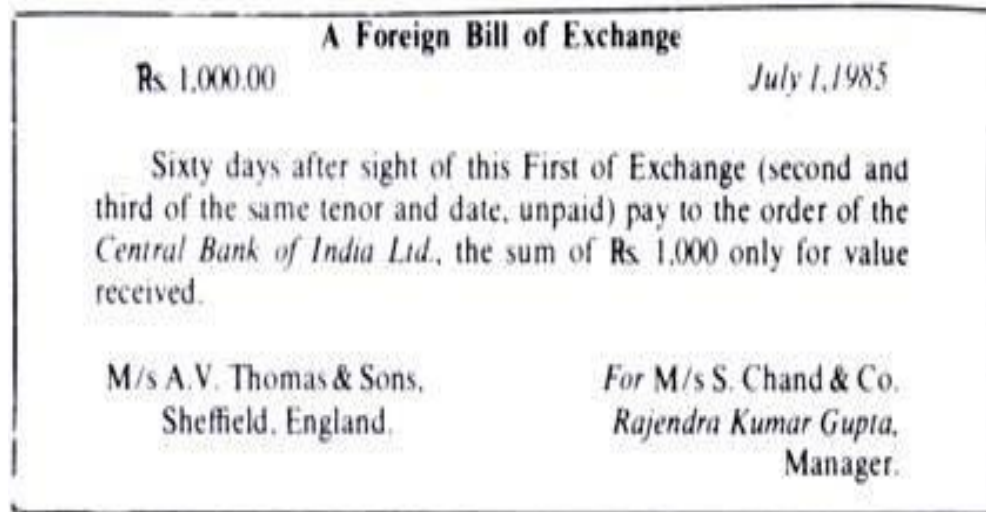 A Foreign Bill of Exchange
Rs. 1,000.00 July 1, 1985
Sixty days after sight of this First of Exchange (second and
third of the same tenor and date, unpaid) pay to the order of the
Central Bank of India Ltd., the sum of Rs. 1,000 only for value
received.
M/s A.V. Thomas & Sons, For M/s S. Chand & Co.
Sheffield, England. Rajendra Kumar Gupta,
Manager.